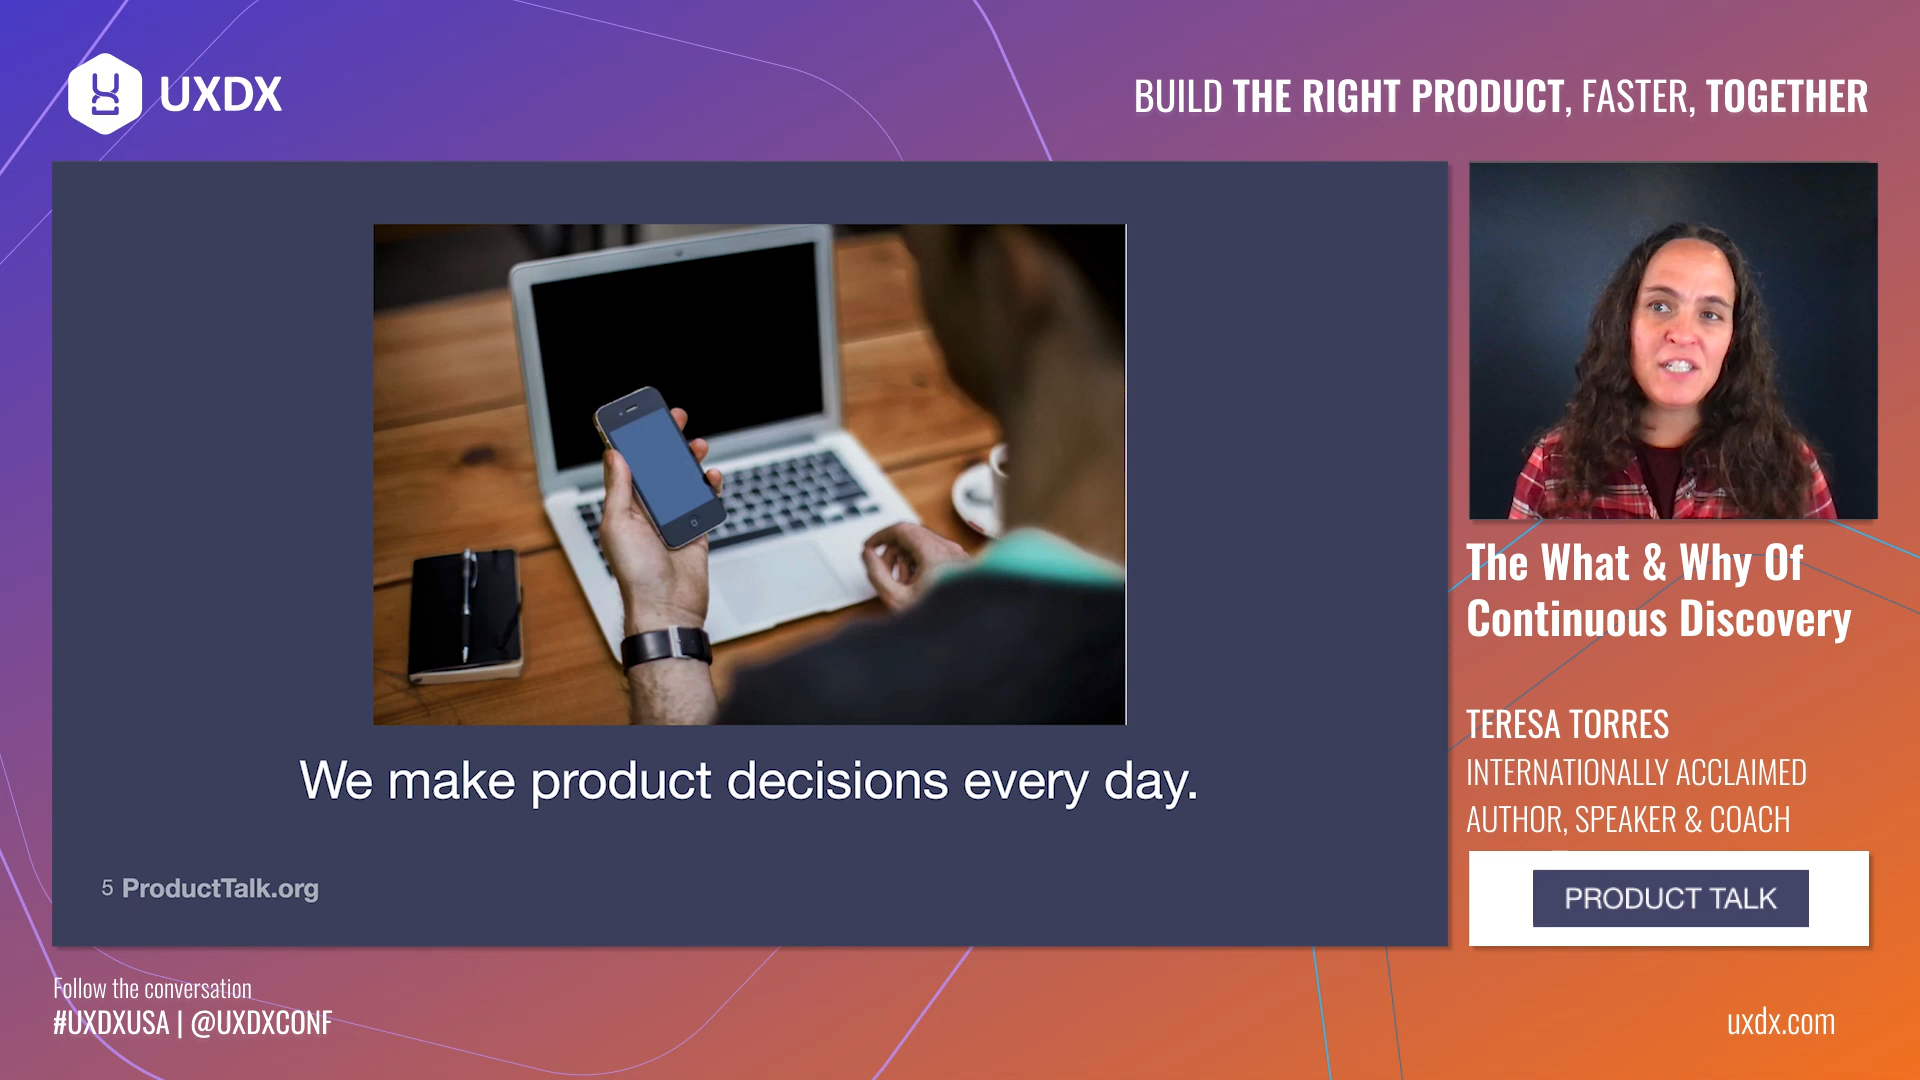 UXDX
BUILD THE RIGHT PRODUCT, FASTER, TOGETHER
We make product decisions every day.
5 ProductTalk.org
The What & Why Of
Continuous Discovery
TERESA TORRES
INTERNATIONALLY ACCLAIMED
AUTHOR, SPEAKER & COACH
PRODUCT TALK
Follow the conversation
#UXDXUSA | @UXDXCONF
uxdx.com